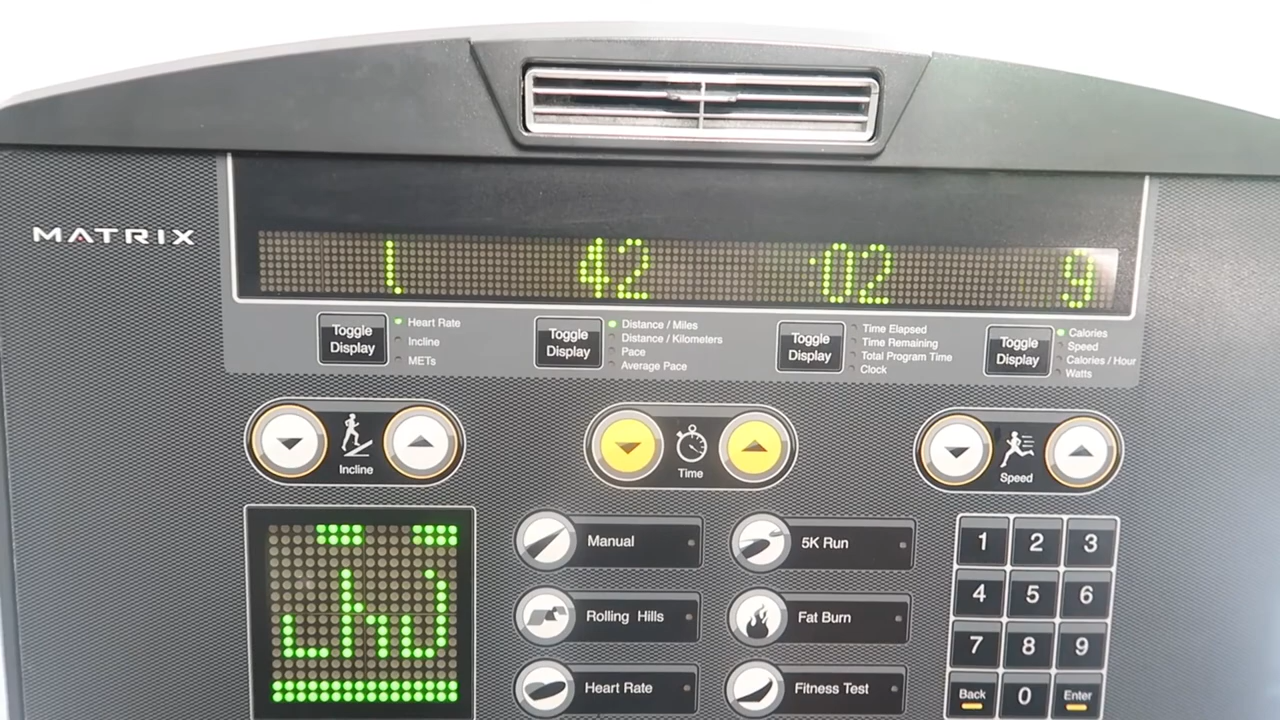 MATRIX
42
:02
9
Toggle Display
Heart Rate
Incline
METs
Toggle Display
Distance / Miles
Distance / Kilometers
Pace
Average Pace
Toggle Display
Time Elapsed
Time Remaining
Total Program Time
Clock
Toggle Display
Calories
Speed
Calories / Hour
Watts
Incline
Time
Speed
Manual
5K Run
1 2 3
Rolling Hills
Fat Burn
4 5 6
7 8 9
Heart Rate
Fitness Test
Back 0 Enter